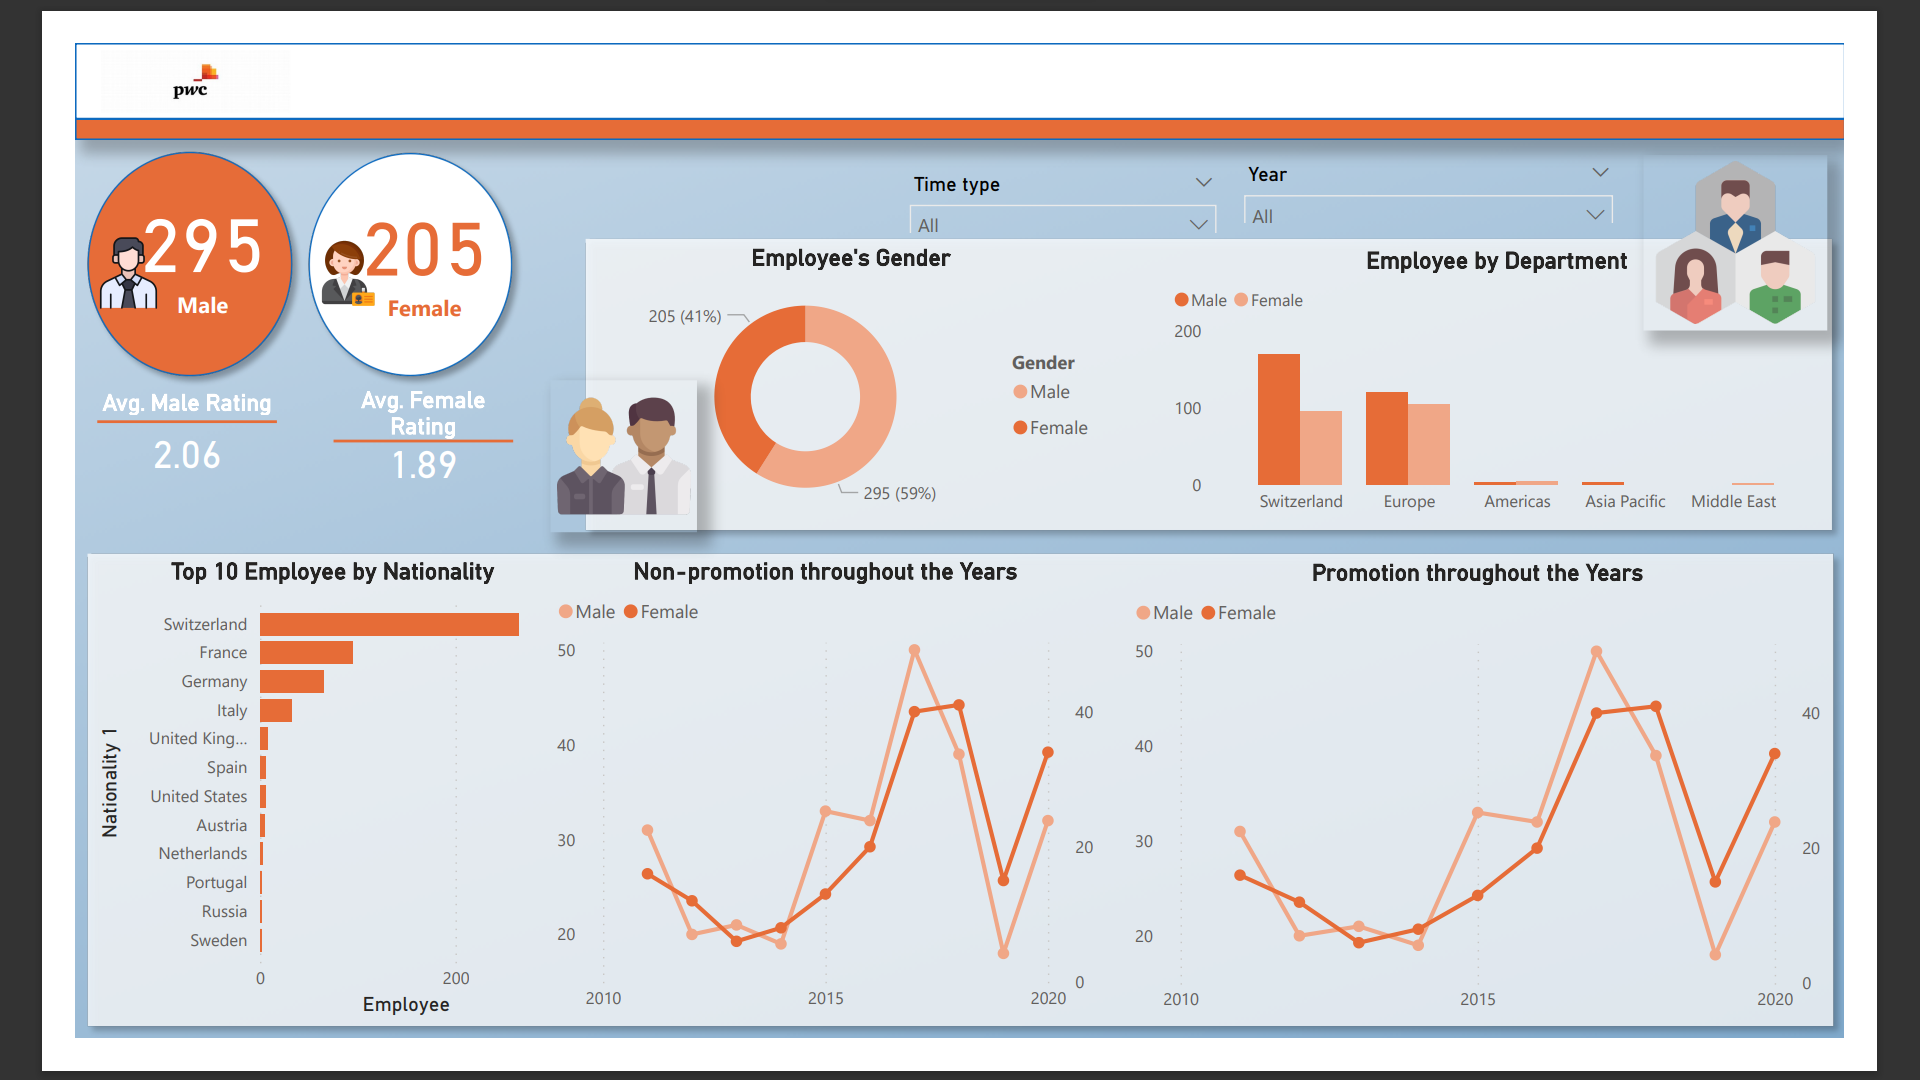 pwc
295
Male
205
Female
Avg. Male Rating
2.06
Avg. Female
Rating
1.89
Time type
All
Year
All
Employee's Gender
205 (41%)
295 (59%)
Gender
Male
Female
Employee by Department
Male Female
200
100
0
Switzerland Europe Americas Asia Pacific Middle East
Top 10 Employee by Nationality
Nationality 1
Switzerland
France
Germany
Italy
United King...
Spain
United States
Austria
Netherlands
Portugal
Russia
Sweden
0 200
Employee
Non-promotion throughout the Years
Male Female
50
40
30
20
40
20
0
2010 2015 2020
Promotion throughout the Years
Male Female
50
40
30
20
40
20
0
2010 2015 2020